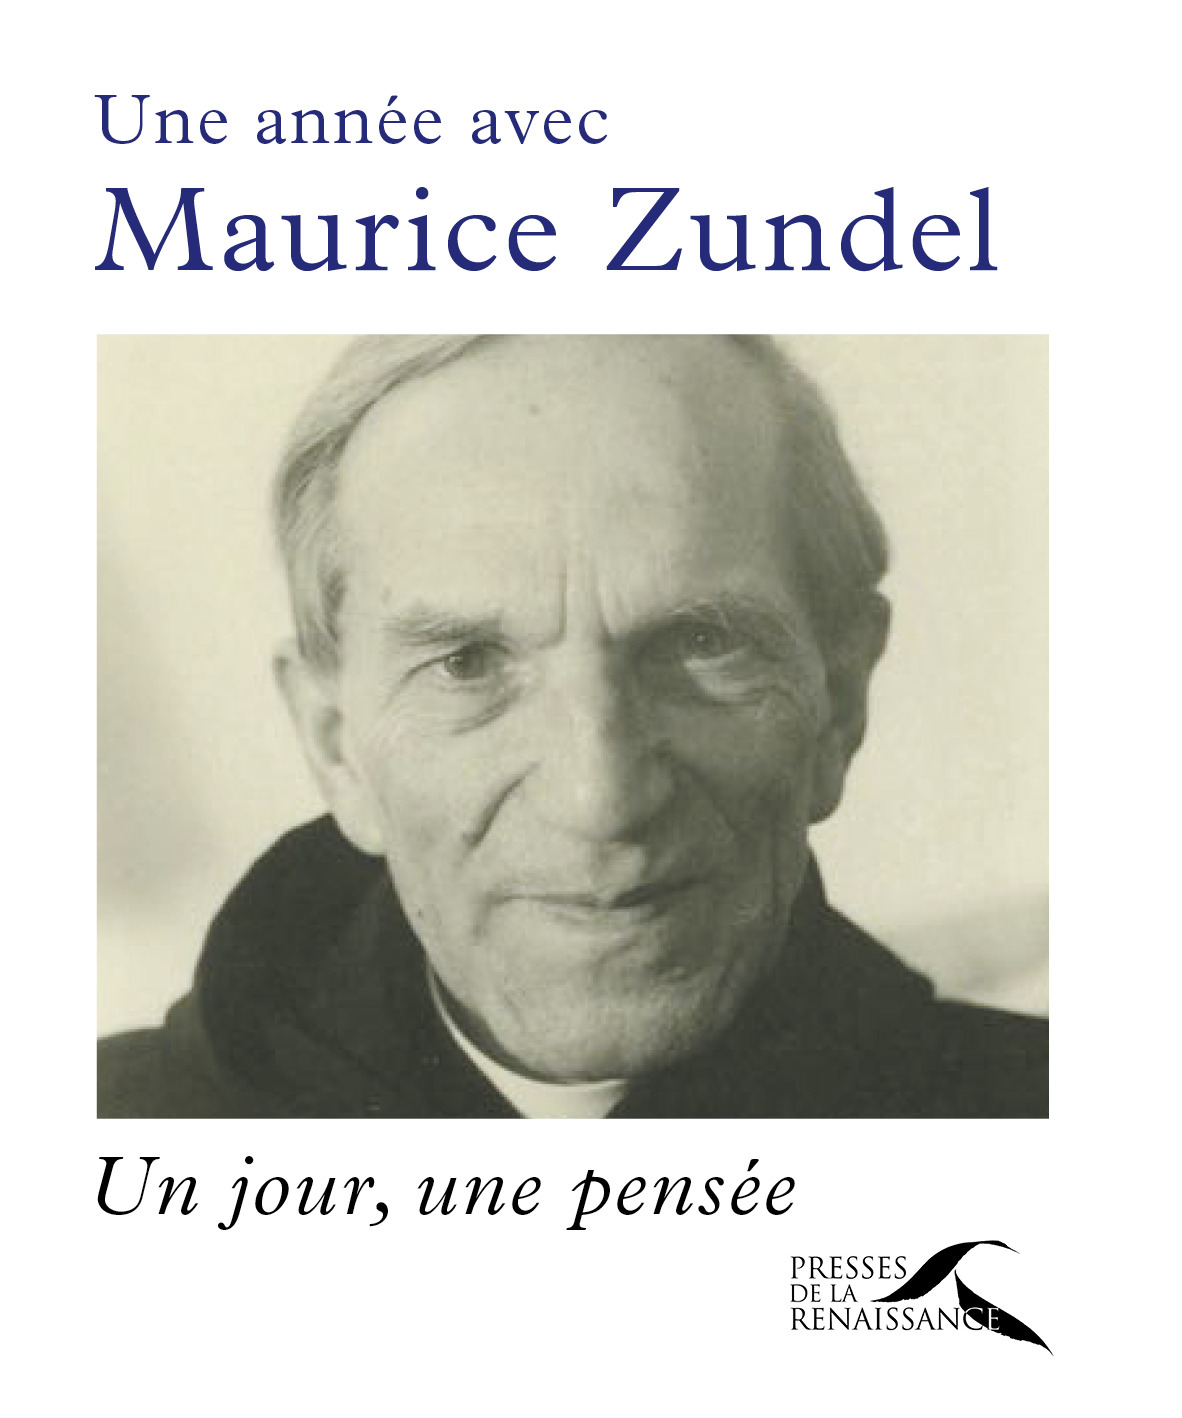 Une année avec
Maurice Zundel
Un jour, une pensée
PRESSES
DE LA
RENAISSANCE